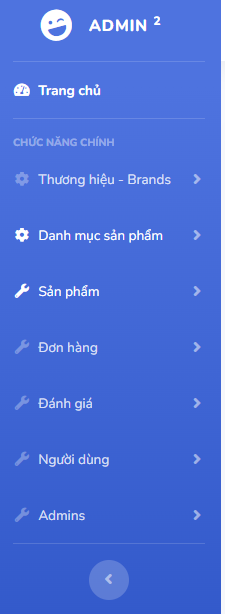 ADMIN 2
Trang chủ
CHỨC NĂNG CHÍNH
Thương hiệu - Brands
Danh mục sản phẩm
Sản phẩm
Đơn hàng
Đánh giá
Người dùng
Admins